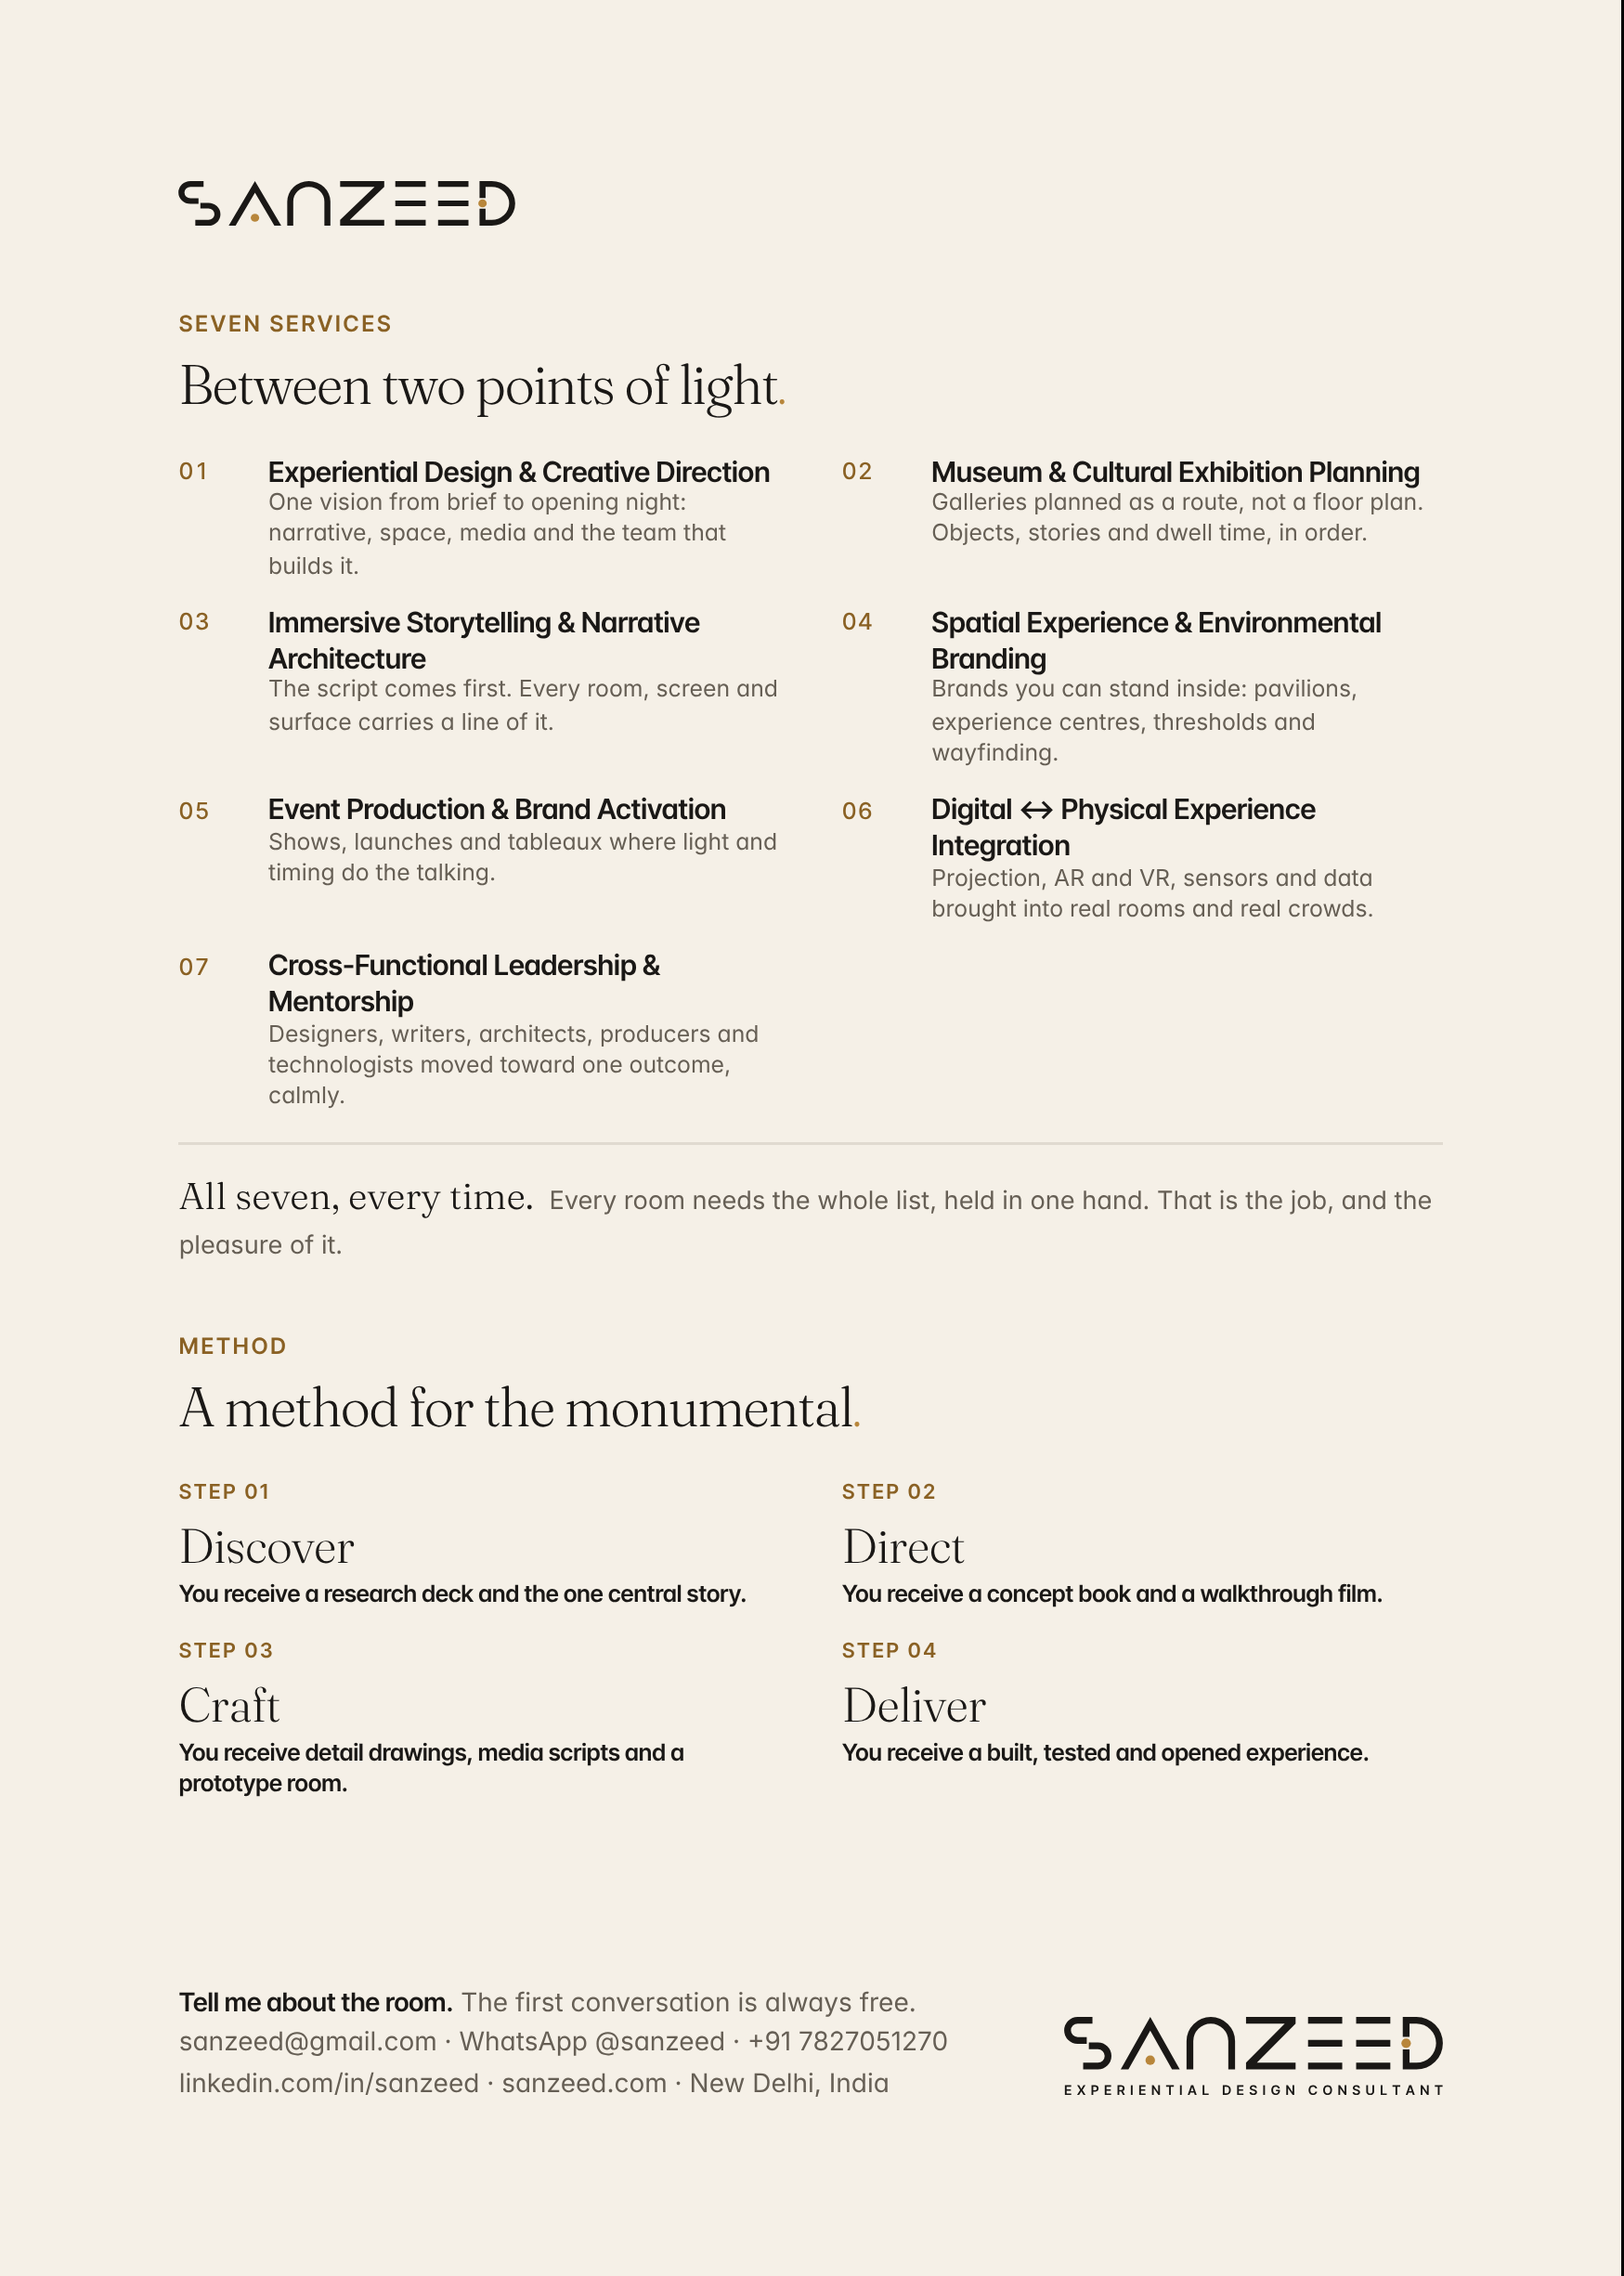 SANZEED
SEVEN SERVICES
Between two points of light.
01
Experiential Design & Creative Direction
One vision from brief to opening night:
narrative, space, media and the team that
builds it.
02
Museum & Cultural Exhibition Planning
Galleries planned as a route, not a floor plan.
Objects, stories and dwell time, in order.
03
Immersive Storytelling & Narrative
Architecture
The script comes first. Every room, screen and
surface carries a line of it.
04
Spatial Experience & Environmental
Branding
Brands you can stand inside: pavilions,
experience centres, thresholds and
wayfinding.
05
Event Production & Brand Activation
Shows, launches and tableaux where light and
timing do the talking.
06
Digital ↔ Physical Experience
Integration
Projection, AR and VR, sensors and data
brought into real rooms and real crowds.
07
Cross-Functional Leadership &
Mentorship
Designers, writers, architects, producers and
technologists moved toward one outcome,
calmly.
All seven, every time. Every room needs the whole list, held in one hand. That is the job, and the
pleasure of it.
METHOD
A method for the monumental.
STEP 01
Discover
You receive a research deck and the one central story.
STEP 02
Direct
You receive a concept book and a walkthrough film.
STEP 03
Craft
You receive detail drawings, media scripts and a
prototype room.
STEP 04
Deliver
You receive a built, tested and opened experience.
Tell me about the room. The first conversation is always free.
sanzeed@gmail.com · WhatsApp @sanzeed · +91 7827051270
linkedin.com/in/sanzeed · sanzeed.com · New Delhi, India
SANZEED
EXPERIENTIAL DESIGN CONSULTANT